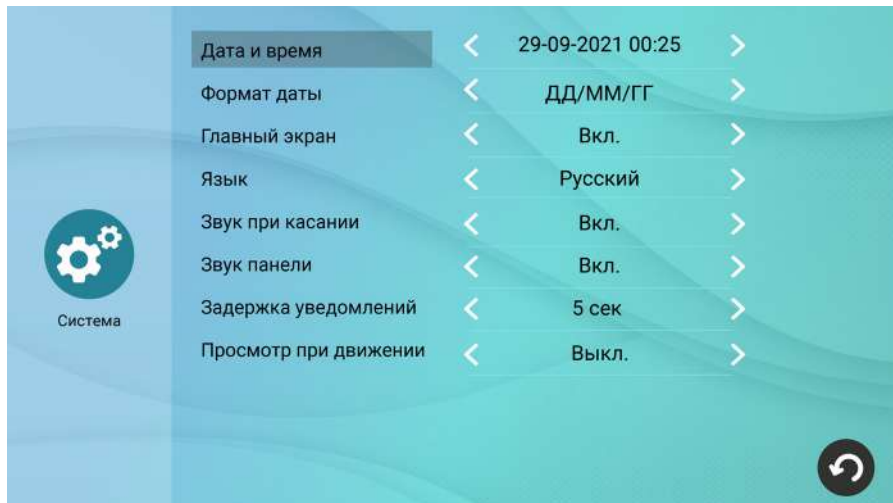 Дата и время 29-09-2021 00:25
Формат даты ДД/ММ/ГГ
Главный экран Вкл.
Язык Русский
Звук при касании Вкл.
Звук панели Вкл.
Задержка уведомлений 5 сек
Просмотр при движении Выкл.
Система